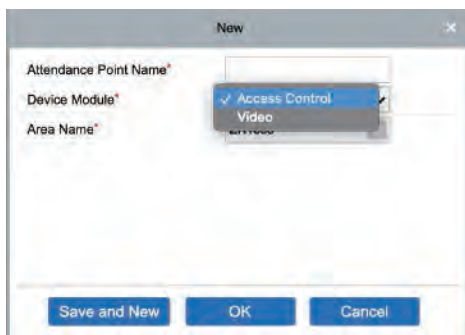 New
×
Attendance Point Name*
Device Module*
✓ Access Control
Video
Area Name*
Save and New
OK
Cancel